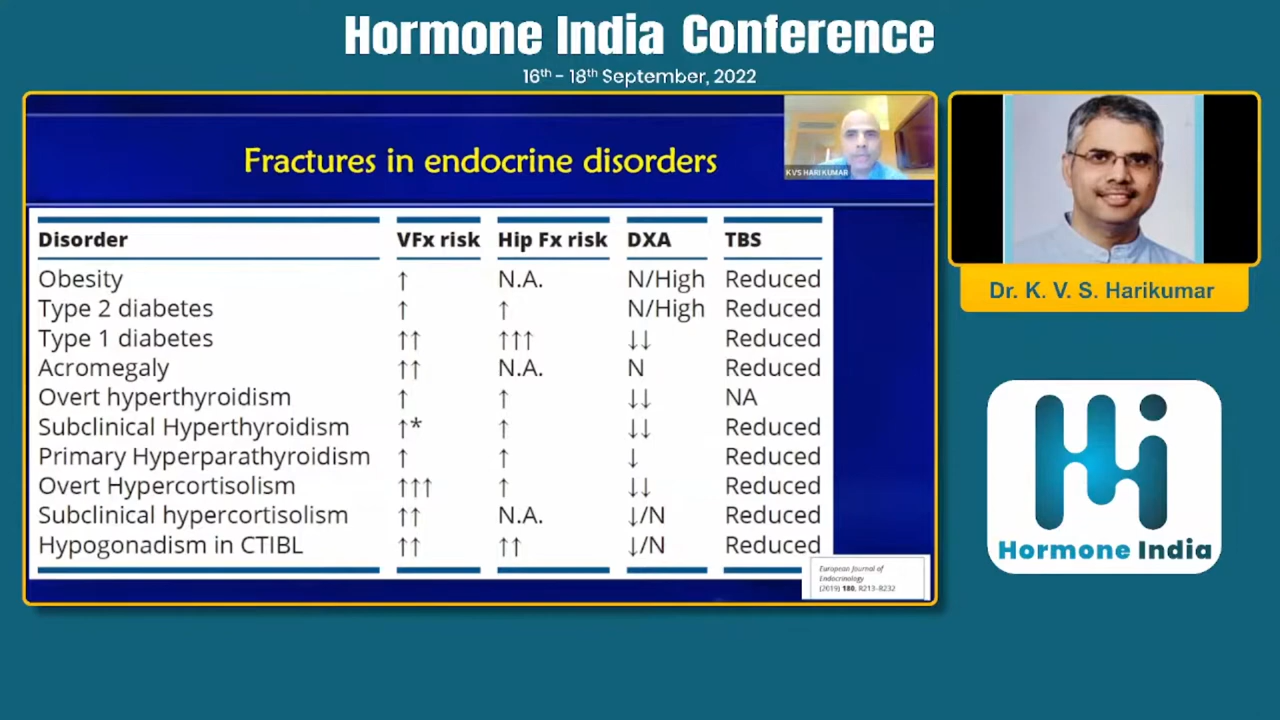 Hormone India Conference
16th - 18th September, 2022
Fractures in endocrine disorders
K V S HARI KUMAR
Disorder VFx risk Hip Fx risk DXA TBS
Obesity ↑ N.A. N/High Reduced
Type 2 diabetes ↑ ↑ N/High Reduced
Type 1 diabetes ↑↑ ↑↑↑ ↓↓ Reduced
Acromegaly ↑↑ N.A. N Reduced
Overt hyperthyroidism ↑ ↑ ↓↓ NA
Subclinical Hyperthyroidism ↑* ↑ ↓↓ Reduced
Primary Hyperparathyroidism ↑ ↑ ↓ Reduced
Overt Hypercortisolism ↑↑↑ ↑ ↓↓ Reduced
Subclinical hypercortisolism ↑↑ N.A. ↓/N Reduced
Hypogonadism in CTIBL ↑↑ ↑↑ ↓/N Reduced
European Journal of
Endocrinology
(2019) 180, R213–R232
Dr. K. V. S. Harikumar
Hormone India